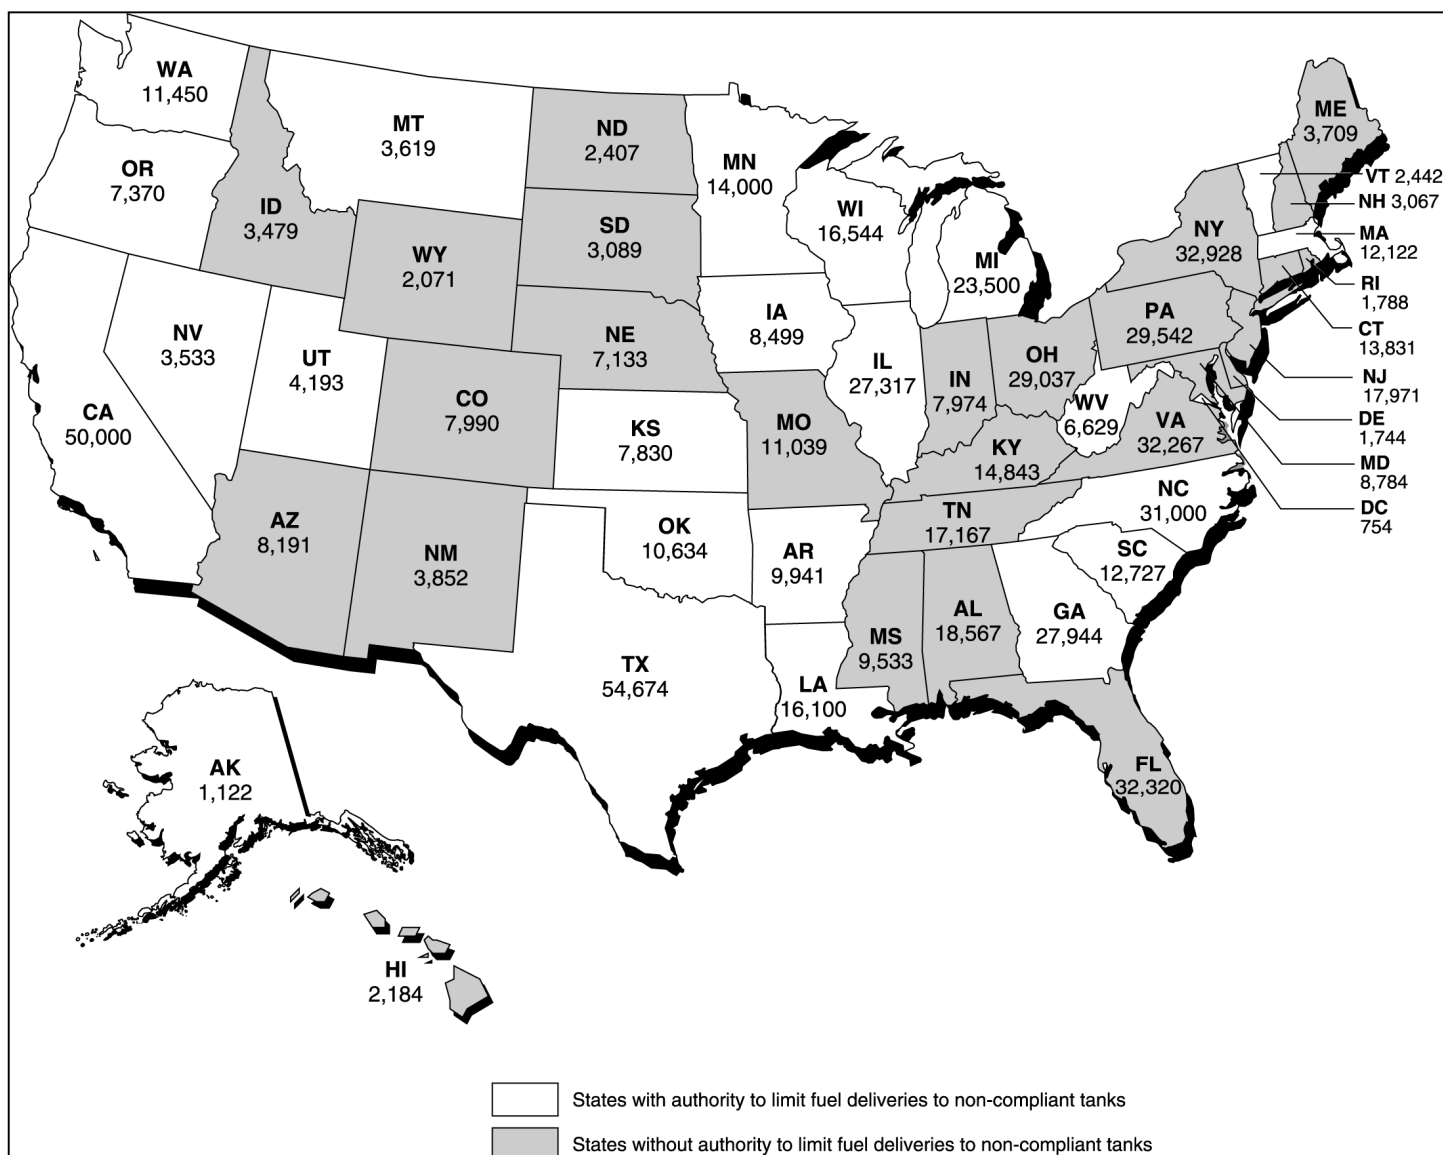 WA
11,450
MT
3,619
ND
2,407
MN
14,000
ME
3,709
OR
7,370
ID
3,479
SD
3,089
WI
16,544
MI
23,500
NY
32,928
VT 2,442
NH 3,067
MA
12,122
RI
1,788
CT
13,831
NJ
17,971
DE
1,744
MD
8,784
DC
754
WY
2,071
NV
3,533
UT
4,193
NE
7,133
IA
8,499
IL
27,317
IN
7,974
OH
29,037
PA
29,542
CA
50,000
CO
7,990
KS
7,830
MO
11,039
KY
14,843
WV
6,629
VA
32,267
AZ
8,191
NM
3,852
OK
10,634
AR
9,941
TN
17,167
NC
31,000
SC
12,727
MS
9,533
AL
18,567
GA
27,944
TX
54,674
LA
16,100
FL
32,320
AK
1,122
HI
2,184
States with authority to limit fuel deliveries to non-compliant tanks
States without authority to limit fuel deliveries to non-compliant tanks